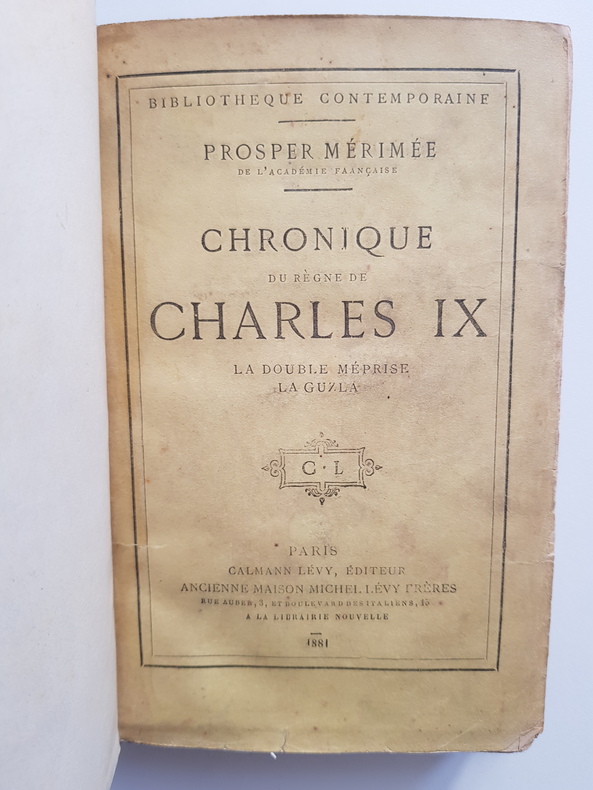 BIBLIOTHEQUE CONTEMPORAINE
PROSPER MÉRIMÉE
DE L'ACADÉMIE FAANÇAISE
CHRONIQUE
DU RÈGNE DE
CHARLES IX
LA DOUBLE MÉPRISE
LA GUZLA
C · L
PARIS
CALMANN LÉVY, ÉDITEUR
ANCIENNE MAISON MICHEL LÉVY FRÈRES
RUE AUBER, 3, ET BOULEVARD DES ITALIENS, 15
A LA LIBRAIRIE NOUVELLE
1881